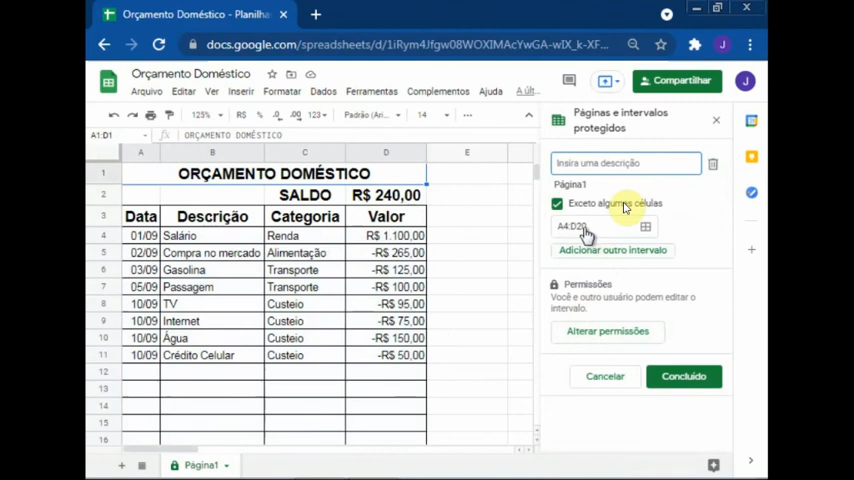 Orçamento Doméstico - Planilha
docs.google.com/spreadsheets/d/1iRym4Jfgw08WOXIMAcYwGA-wIX_k-XF...
J
Orçamento Doméstico
Arquivo Editar Ver Inserir Formatar Dados Ferramentas Complementos Ajuda A últ...
Compartilhar
J
125% R$ % .0 .00 123 Padrão (Ari... 14
A1:D1 ORÇAMENTO DOMÉSTICO
A B C D E
1 ORÇAMENTO DOMÉSTICO
2 SALDO R$ 240,00
3 Data Descrição Categoria Valor
4 01/09 Salário Renda R$ 1.100,00
5 02/09 Compra no mercado Alimentação -R$ 265,00
6 03/09 Gasolina Transporte -R$ 125,00
7 05/09 Passagem Transporte -R$ 100,00
8 10/09 TV Custeio -R$ 95,00
9 10/09 Internet Custeio -R$ 75,00
10 10/09 Água Custeio -R$ 150,00
11 10/09 Crédito Celular Custeio -R$ 50,00
12
13
14
15
16
Página1
Páginas e intervalos
protegidos
Insira uma descrição
Página1
Exceto algumas células
A4:D20
Adicionar outro intervalo
Permissões
Você e outro usuário podem editar o
intervalo.
Alterar permissões
Cancelar Concluído